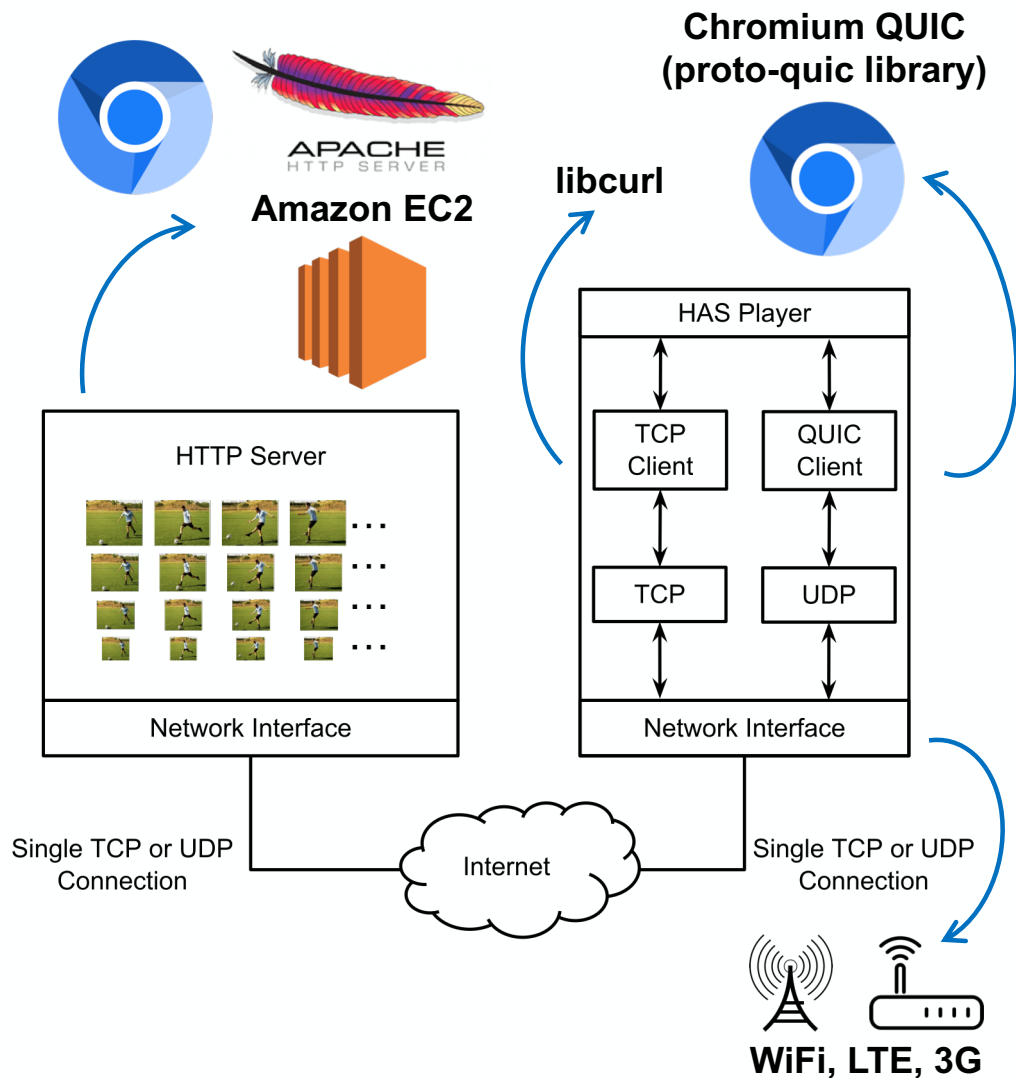 Chromium QUIC
(proto-quic library)
APACHE
HTTP SERVER
Amazon EC2
libcurl
HAS Player
TCP
Client
QUIC
Client
TCP
UDP
Network Interface
HTTP Server
...
...
...
...
Network Interface
Single TCP or UDP
Connection
Internet
Single TCP or UDP
Connection
WiFi, LTE, 3G